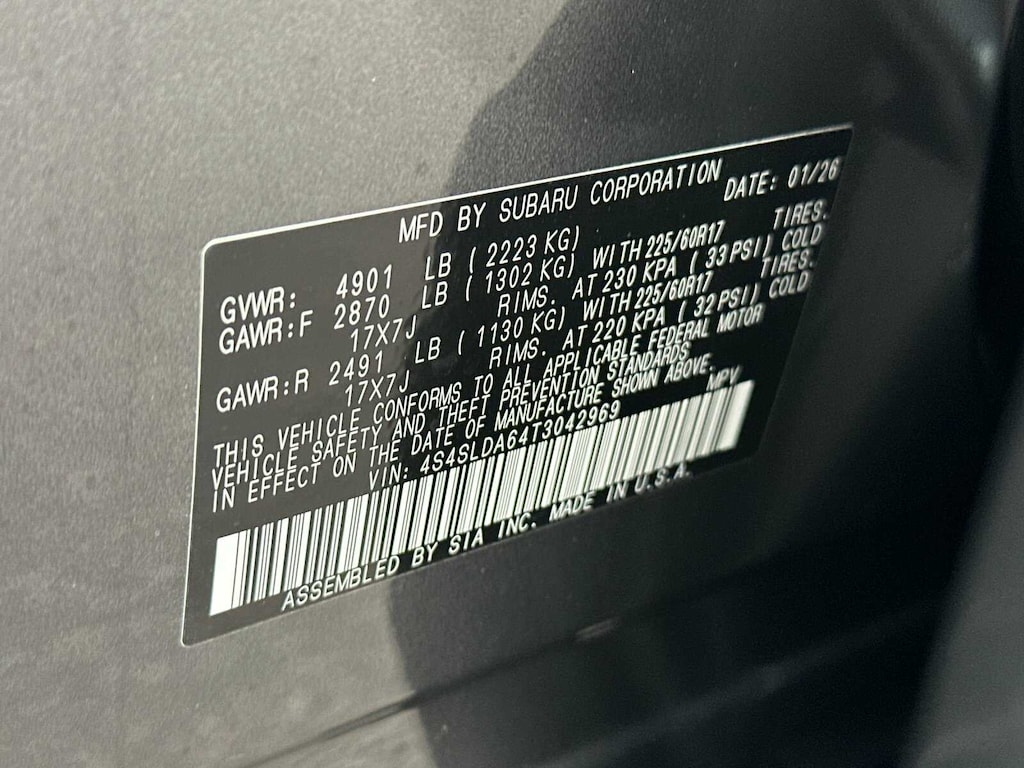 MFD BY SUBARU CORPORATION DATE: 01/26
GVWR: 4901 LB ( 2223 KG)
GAWR:F 2870 LB ( 1302 KG) WITH 225/60R17 TIRES.
17X7J RIMS. AT 230 KPA ( 33 PSI) COLD
GAWR:R 2491 LB ( 1130 KG) WITH 225/60R17 TIRES.
17X7J RIMS. AT 220 KPA ( 32 PSI) COLD
THIS VEHICLE CONFORMS TO ALL APPLICABLE FEDERAL MOTOR
VEHICLE SAFETY AND THEFT PREVENTION STANDARDS
IN EFFECT ON THE DATE OF MANUFACTURE SHOWN ABOVE.
VIN: 4S4SLDA64T3042969 MPV
ASSEMBLED BY SIA INC. MADE IN U.S.A.